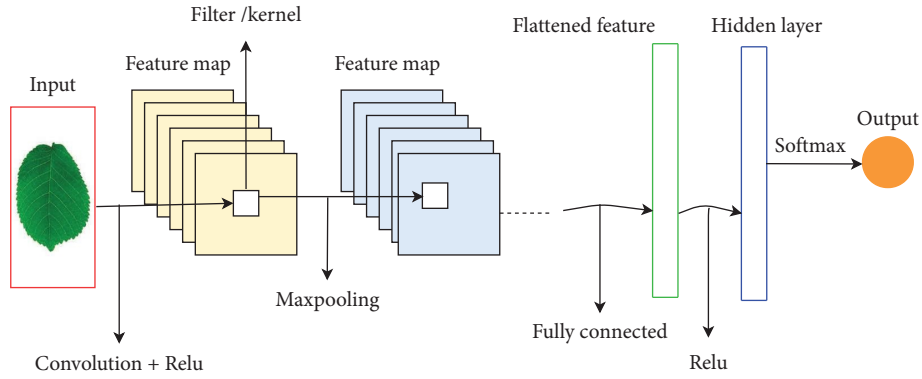 Filter /kernel
Flattened feature
Hidden layer
Input
Feature map
Feature map
Output
Softmax
Maxpooling
Fully connected
Convolution + Relu
Relu